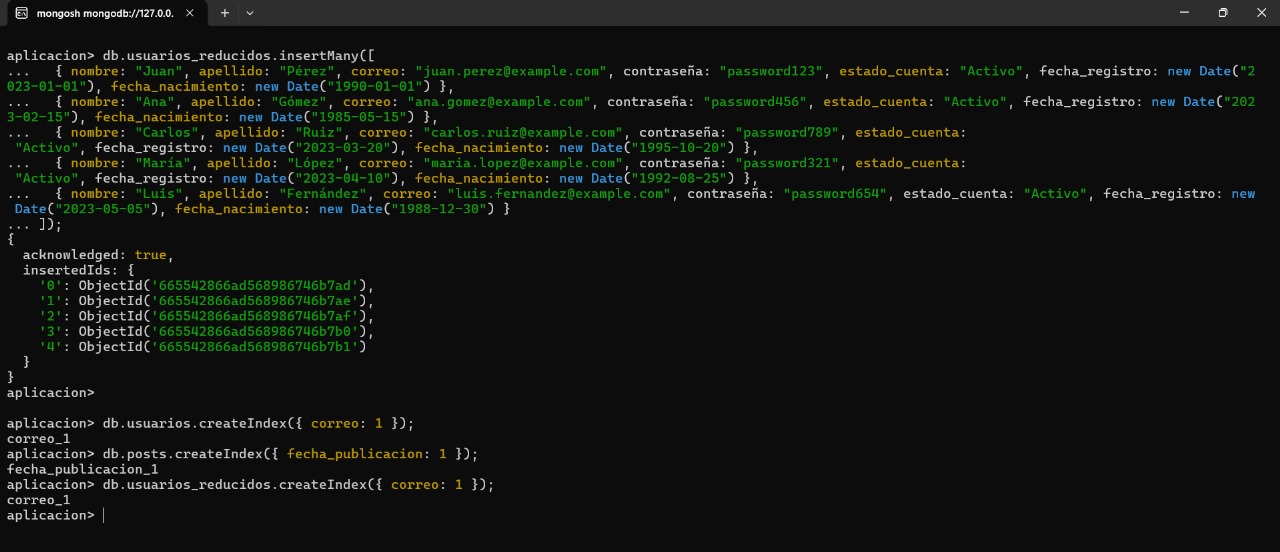 mongosh mongodb://127.0.0.
aplicacion> db.usuarios_reducidos.insertMany([
...   { nombre: "Juan", apellido: "Pérez", correo: "juan.perez@example.com", contraseña: "password123", estado_cuenta: "Activo", fecha_registro: new Date("2
023-01-01"), fecha_nacimiento: new Date("1990-01-01") },
...   { nombre: "Ana", apellido: "Gómez", correo: "ana.gomez@example.com", contraseña: "password456", estado_cuenta: "Activo", fecha_registro: new Date("202
3-02-15"), fecha_nacimiento: new Date("1985-05-15") },
...   { nombre: "Carlos", apellido: "Ruiz", correo: "carlos.ruiz@example.com", contraseña: "password789", estado_cuenta:
 "Activo", fecha_registro: new Date("2023-03-20"), fecha_nacimiento: new Date("1995-10-20") },
...   { nombre: "María", apellido: "López", correo: "maria.lopez@example.com", contraseña: "password321", estado_cuenta:
 "Activo", fecha_registro: new Date("2023-04-10"), fecha_nacimiento: new Date("1992-08-25") },
...   { nombre: "Luis", apellido: "Fernández", correo: "luis.fernandez@example.com", contraseña: "password654", estado_cuenta: "Activo", fecha_registro: new
 Date("2023-05-05"), fecha_nacimiento: new Date("1988-12-30") }
... ]);
{
  acknowledged: true,
  insertedIds: {
    '0': ObjectId('665542866ad568986746b7ad'),
    '1': ObjectId('665542866ad568986746b7ae'),
    '2': ObjectId('665542866ad568986746b7af'),
    '3': ObjectId('665542866ad568986746b7b0'),
    '4': ObjectId('665542866ad568986746b7b1')
  }
}
aplicacion>
aplicacion> db.usuarios.createIndex({ correo: 1 });
correo_1
aplicacion> db.posts.createIndex({ fecha_publicacion: 1 });
fecha_publicacion_1
aplicacion> db.usuarios_reducidos.createIndex({ correo: 1 });
correo_1
aplicacion>